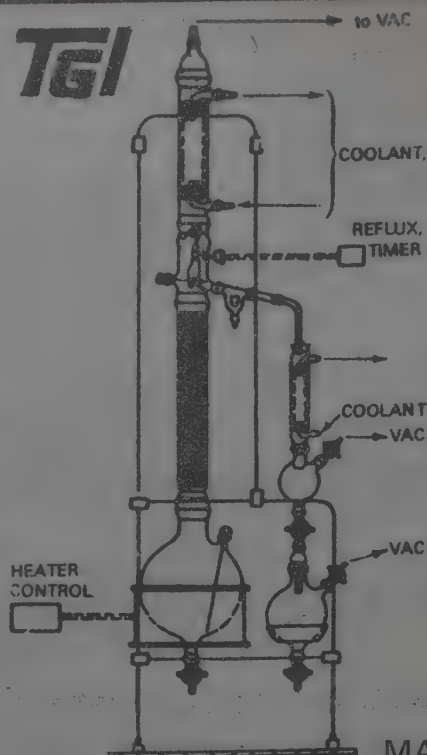 TGI
to VAC
COOLANT,
REFLUX,
TIMER
COOLANT
VAC
VAC
HEATER
CONTROL
MA